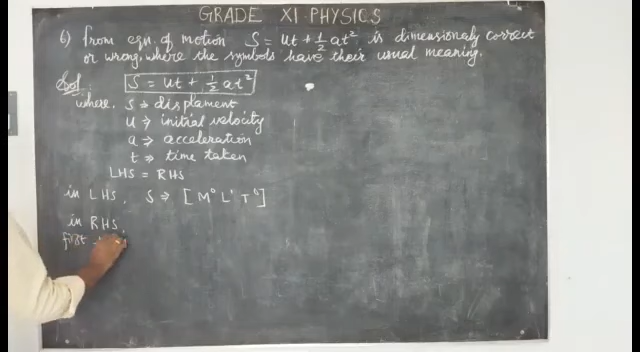 GRADE XI PHYSICS
6) from eqn. of motion S = ut + 1/2 at² is dimensionaly correct
or wrong, where the symbols have their usual meaning.
Sol
S = ut + 1/2 at²
where, S ⇒ displament
u ⇒ initial velocity
a ⇒ acceleration
t ⇒ time taken
LHS = RHS
in LHS, S ⇒ [M⁰ L¹ T⁰]
in RHS,
first